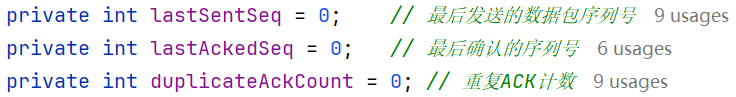 private int lastSentSeq = 0;    // 最后发送的数据包序列号  9 usages
private int lastAckedSeq = 0;   // 最后确认的序列号  6 usages
private int duplicateAckCount = 0; // 重复ACK计数  9 usages